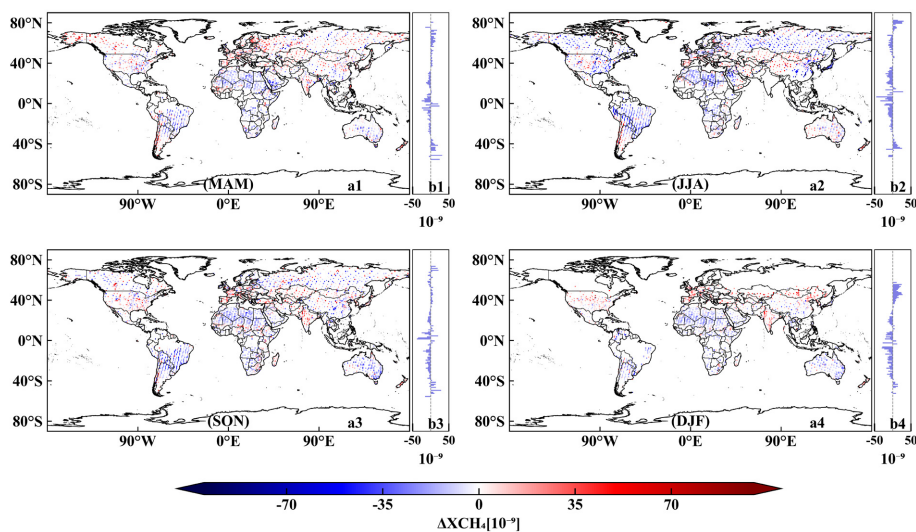 80°N
40°N
0°N
40°S
80°S
(MAM) a1 b1
(JJA) a2 b2
90°W 0°E 90°E -50 50
90°W 0°E 90°E -50 50
10⁻⁹
10⁻⁹
80°N
40°N
0°N
40°S
80°S
80°N
40°N
0°N
40°S
80°S
(SON) a3 b3
(DJF) a4 b4
90°W 0°E 90°E -50 50
90°W 0°E 90°E -50 50
10⁻⁹
10⁻⁹
80°N
40°N
0°N
40°S
80°S
-70 -35 0 35 70
ΔXCH₄[10⁻⁹]